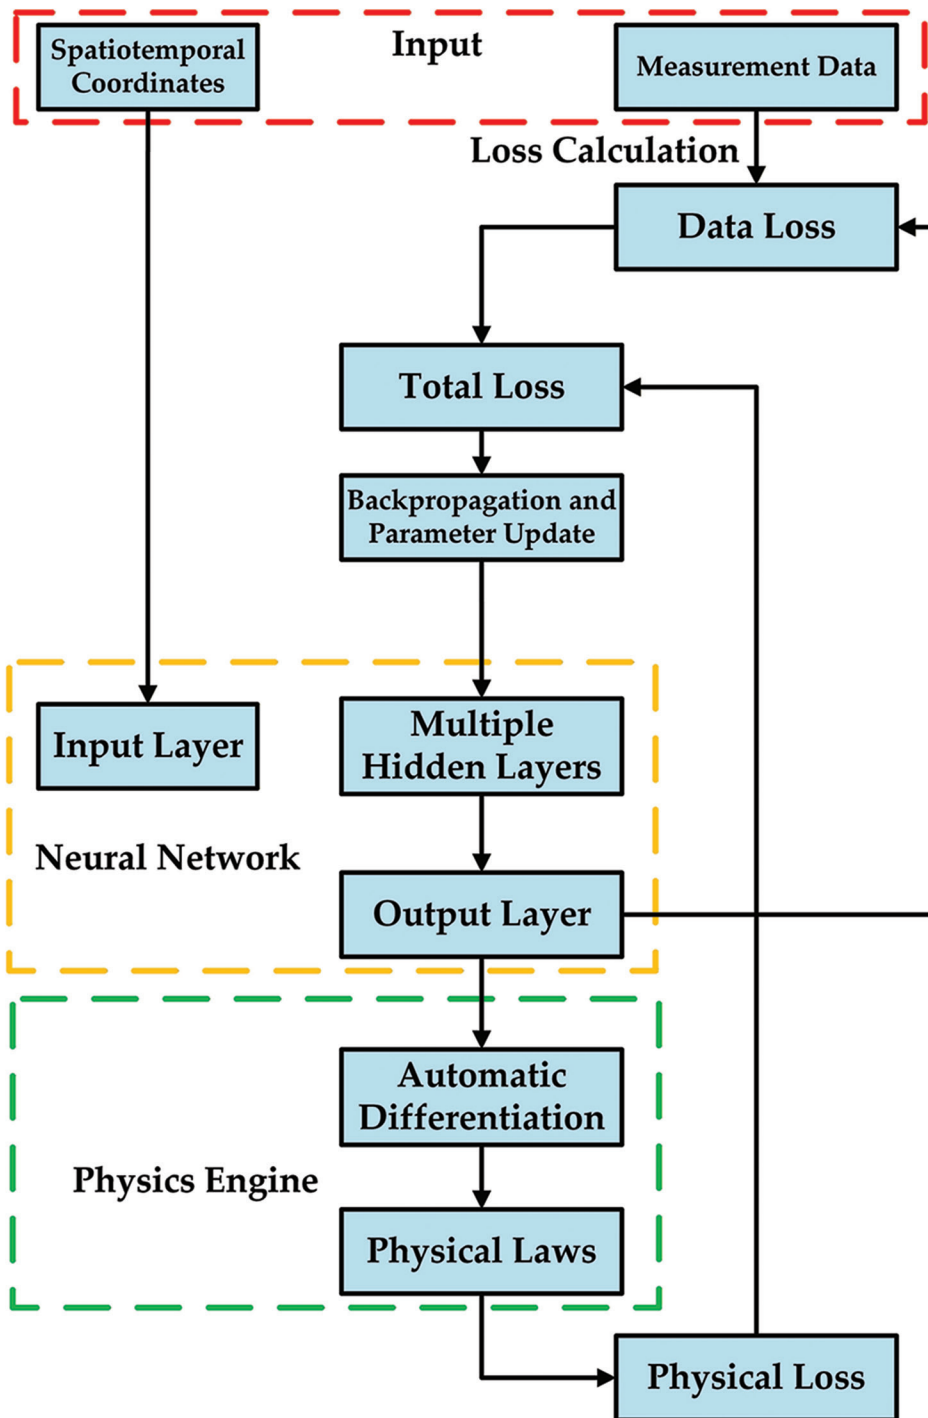 Input
Spatiotemporal
Coordinates
Measurement Data
Loss Calculation
Data Loss
Total Loss
Backpropagation and
Parameter Update
Input Layer
Multiple
Hidden Layers
Neural Network
Output Layer
Automatic
Differentiation
Physics Engine
Physical Laws
Physical Loss